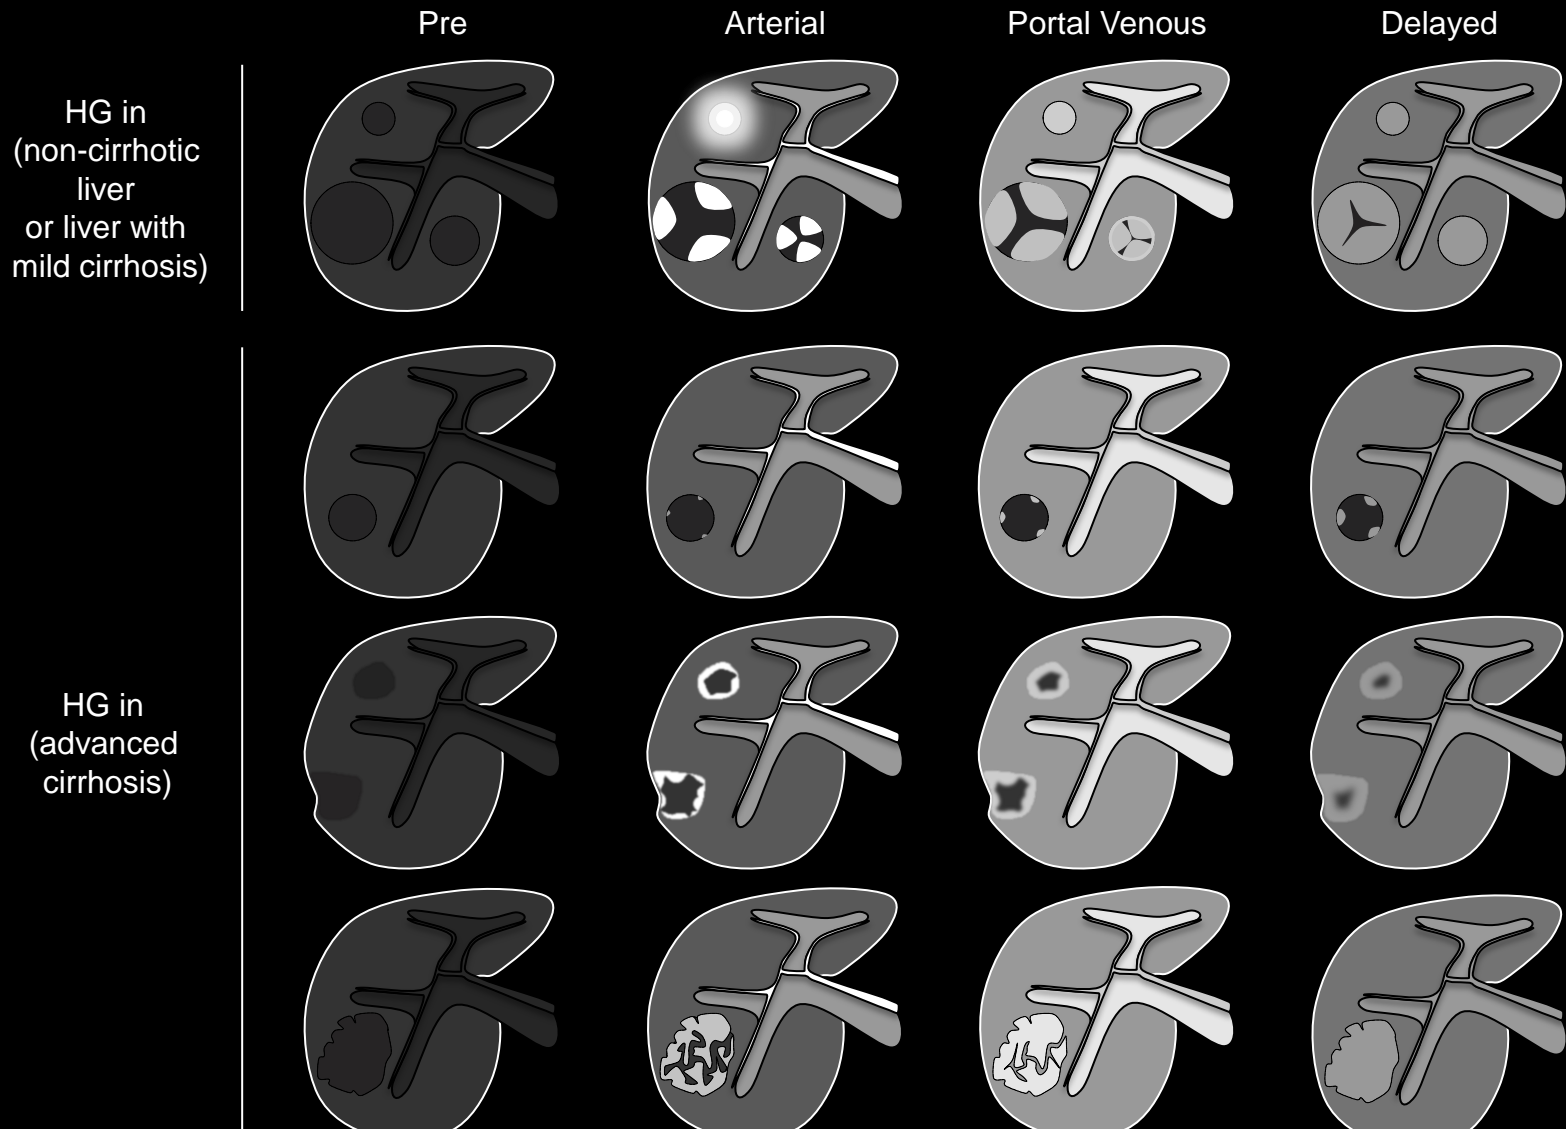 Pre
Arterial
Portal Venous
Delayed
HG in
(non-cirrhotic
liver
or liver with
mild cirrhosis)
HG in
(advanced
cirrhosis)